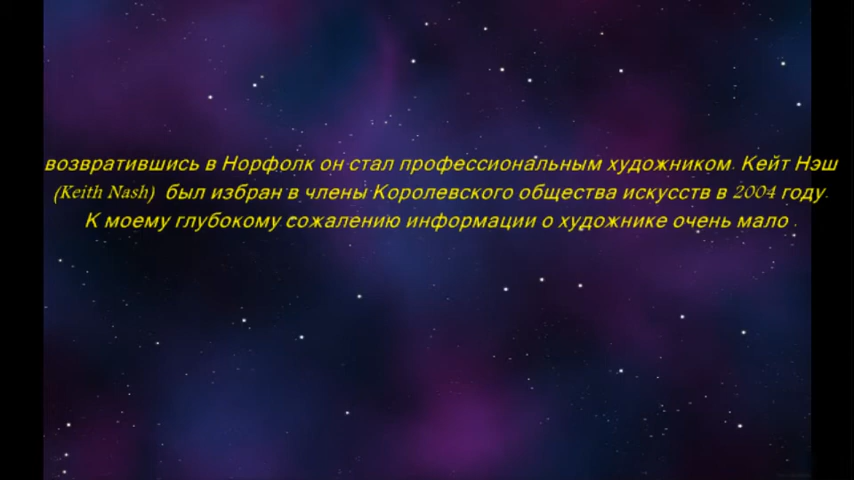 возвратившись в Норфолк он стал профессиональным художником. Кейт Нэш
(Keith Nash) был избран в члены Королевского общества искусств в 2004 году.
К моему глубокому сожалению информации о художнике очень мало .